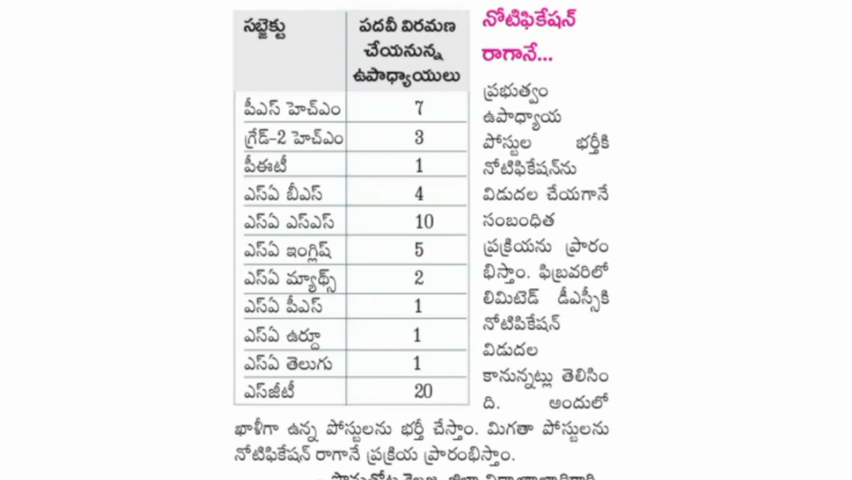 సబ్జెక్టు పదవీ విరమణ
చేయనున్న
ఉపాధ్యాయులు
పీఎస్ హెచ్ఎం 7
గ్రేడ్-2 హెచ్ఎం 3
పీఈటీ 1
ఎస్ఏ బీఎస్ 4
ఎస్ఏ ఎస్ఎస్ 10
ఎస్ఏ ఇంగ్లిష్ 5
ఎస్ఏ మ్యాథ్స్ 2
ఎస్ఏ పీఎస్ 1
ఎస్ఏ ఉర్దూ 1
ఎస్ఏ తెలుగు 1
ఎస్‌జీటీ 20
నోటిఫికేషన్
రాగానే...
ప్రభుత్వం
ఉపాధ్యాయ
పోస్టుల భర్తీకి
నోటిఫికేషన్‌ను
విడుదల చేయగానే
సంబంధిత
ప్రక్రియను ప్రారం
భిస్తాం. ఫిబ్రవరిలో
లిమిటెడ్ డీఎస్సీకి
నోటిపికేషన్
విడుదల
కానున్నట్లు తెలిసిం
ది. అందులో
ఖాళీగా ఉన్న పోస్టులను భర్తీ చేస్తాం. మిగతా పోస్టులను
నోటిఫికేషన్ రాగానే ప్రక్రియ ప్రారంభిస్తాం.